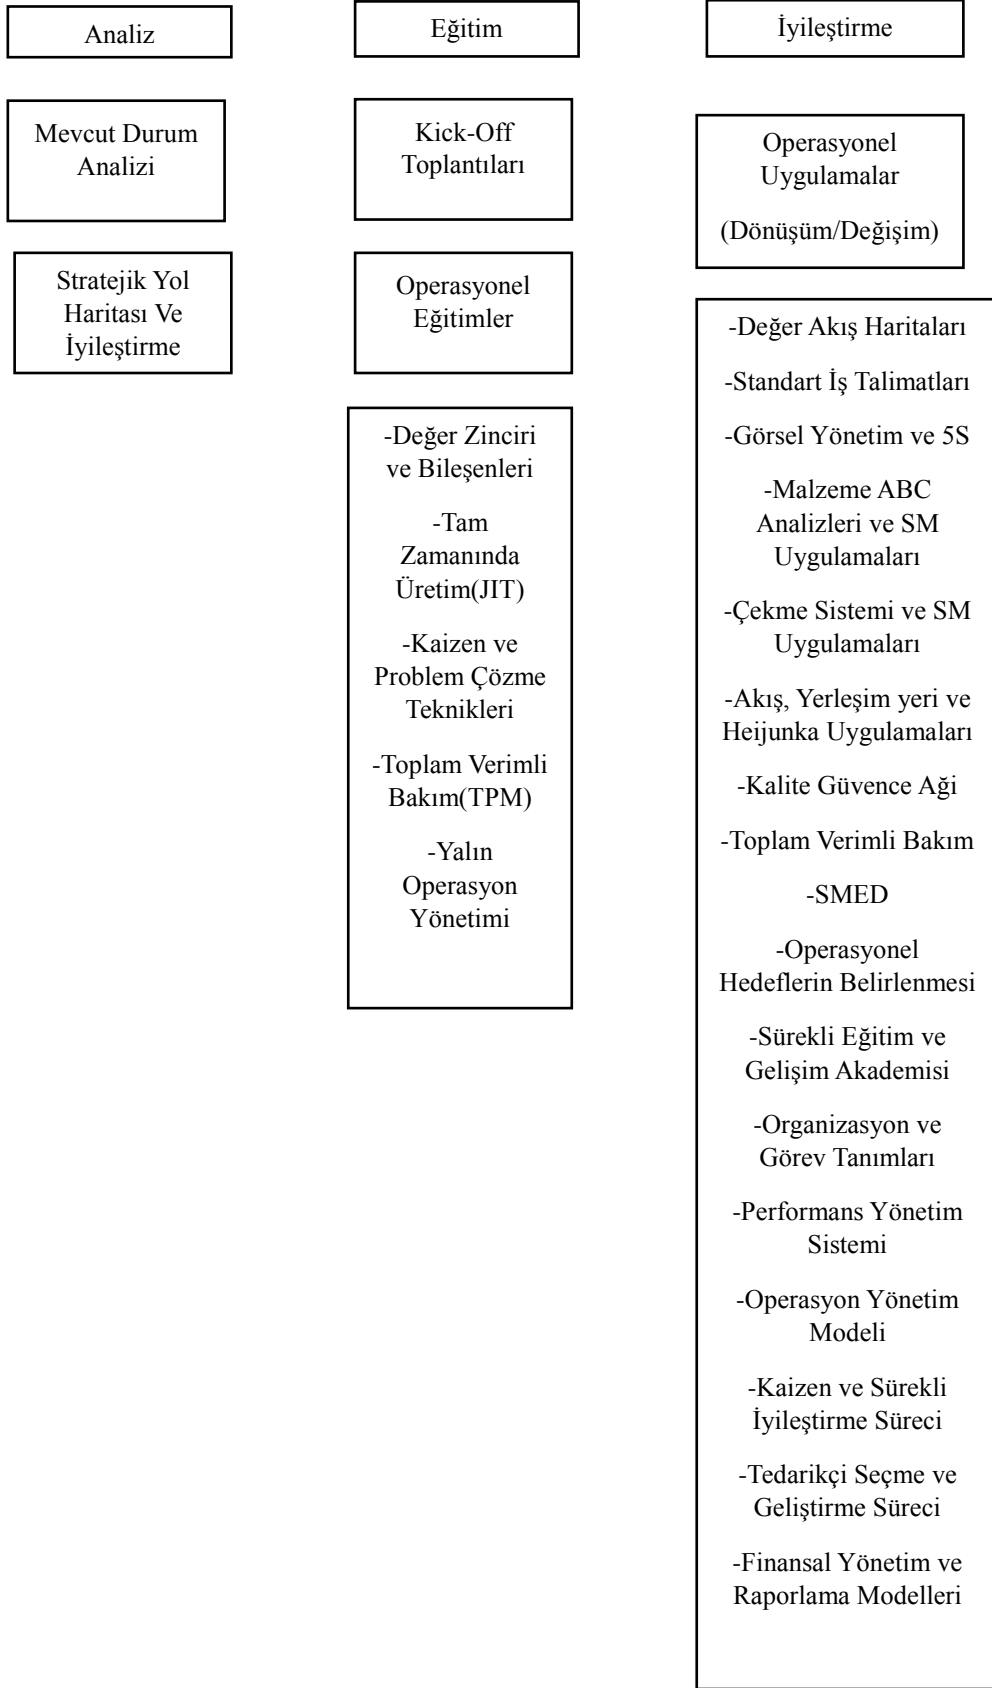 Analiz
Mevcut Durum
Analizi
Stratejik Yol
Haritası Ve
İyileştirme
Eğitim
Kick-Off
Toplantıları
Operasyonel
Eğitimler
-Değer Zinciri
ve Bileşenleri
-Tam
Zamanında
Üretim(JIT)
-Kaizen ve
Problem Çözme
Teknikleri
-Toplam Verimli
Bakım(TPM)
-Yalın
Operasyon
Yönetimi
İyileştirme
Operasyonel
Uygulamalar
(Dönüşüm/Değişim)
-Değer Akış Haritaları
-Standart İş Talimatları
-Görsel Yönetim ve 5S
-Malzeme ABC
Analizleri ve SM
Uygulamaları
-Çekme Sistemi ve SM
Uygulamaları
-Akış, Yerleşim yeri ve
Heijunka Uygulamaları
-Kalite Güvence Aği
-Toplam Verimli Bakım
-SMED
-Operasyonel
Hedeflerin Belirlenmesi
-Sürekli Eğitim ve
Gelişim Akademisi
-Organizasyon ve
Görev Tanımları
-Performans Yönetim
Sistemi
-Operasyon Yönetim
Modeli
-Kaizen ve Sürekli
İyileştirme Süreci
-Tedarikçi Seçme ve
Geliştirme Süreci
-Finansal Yönetim ve
Raporlama Modelleri